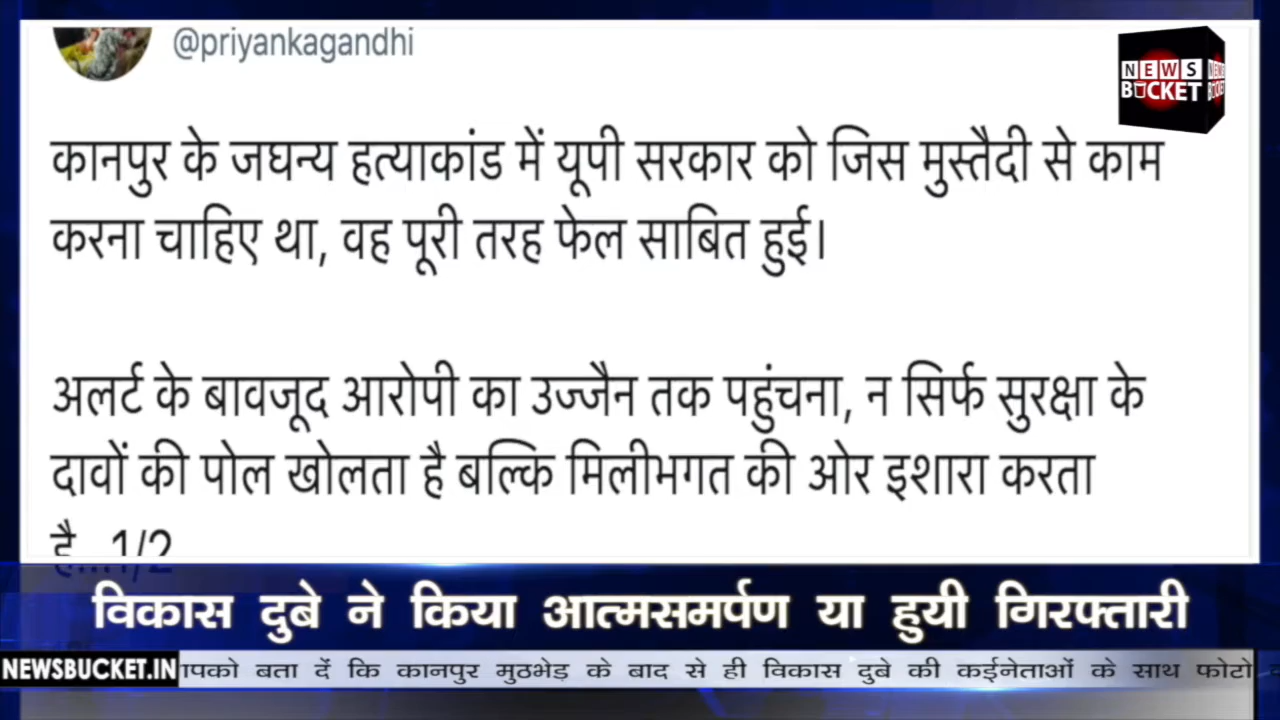 @priyankagandhi
NEWS
BUCKET
कानपुर के जघन्य हत्याकांड में यूपी सरकार को जिस मुस्तैदी से काम
करना चाहिए था, वह पूरी तरह फेल साबित हुई।
अलर्ट के बावजूद आरोपी का उज्जैन तक पहुंचना, न सिर्फ सुरक्षा के
दावों की पोल खोलता है बल्कि मिलीभगत की ओर इशारा करता
है...1/2
विकास दुबे ने किया आत्मसमर्पण या हुयी गिरफ्तारी
NEWSBUCKET.IN
बता दें कि कानपुर मुठभेड़ के बाद से ही विकास दुबे की कईनेताओं के साथ फोटो